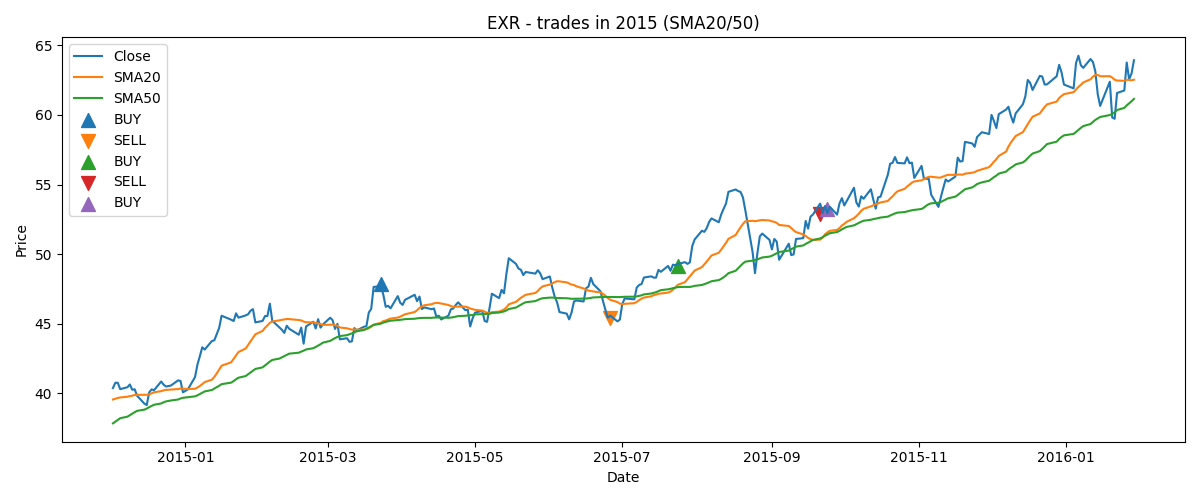 EXR - trades in 2015 (SMA20/50)
65
60
55
50
45
40
Price
Close
SMA20
SMA50
BUY
SELL
BUY
SELL
BUY
2015-01 2015-03 2015-05 2015-07 2015-09 2015-11 2016-01
Date